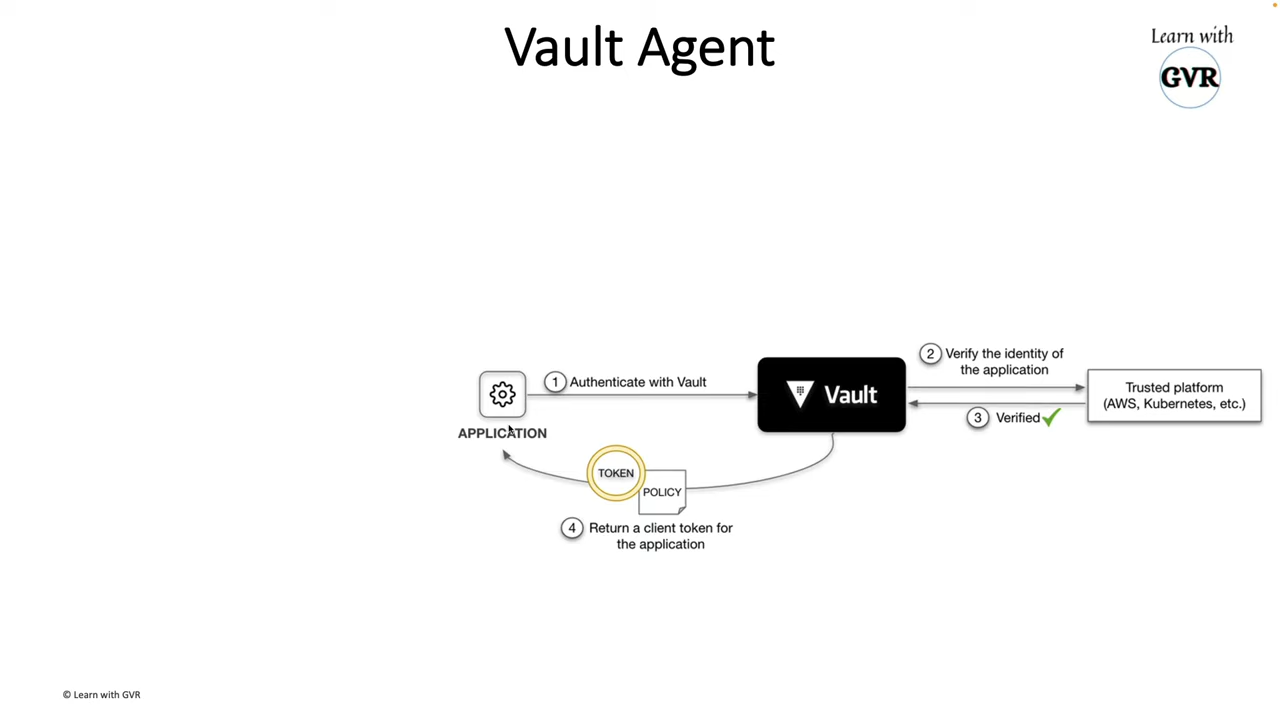 Vault Agent
Learn with
GVR
1 Authenticate with Vault
Vault
2 Verify the identity of
the application
Trusted platform
(AWS, Kubernetes, etc.)
3 Verified
APPLICATION
TOKEN
POLICY
4 Return a client token for
the application
© Learn with GVR